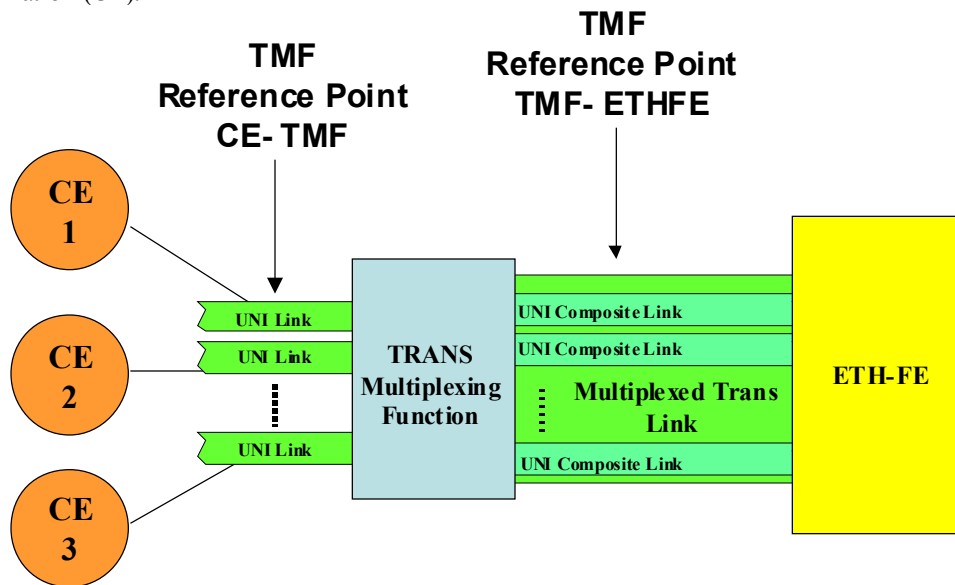 TMF
Reference Point
CE- TMF
TMF
Reference Point
TMF- ETHFE
CE
1
CE
2
CE
3
UNI Link
UNI Link
UNI Link
TRANS
Multiplexing
Function
UNI Composite Link
UNI Composite Link
Multiplexed Trans
Link
UNI Composite Link
ETH-FE